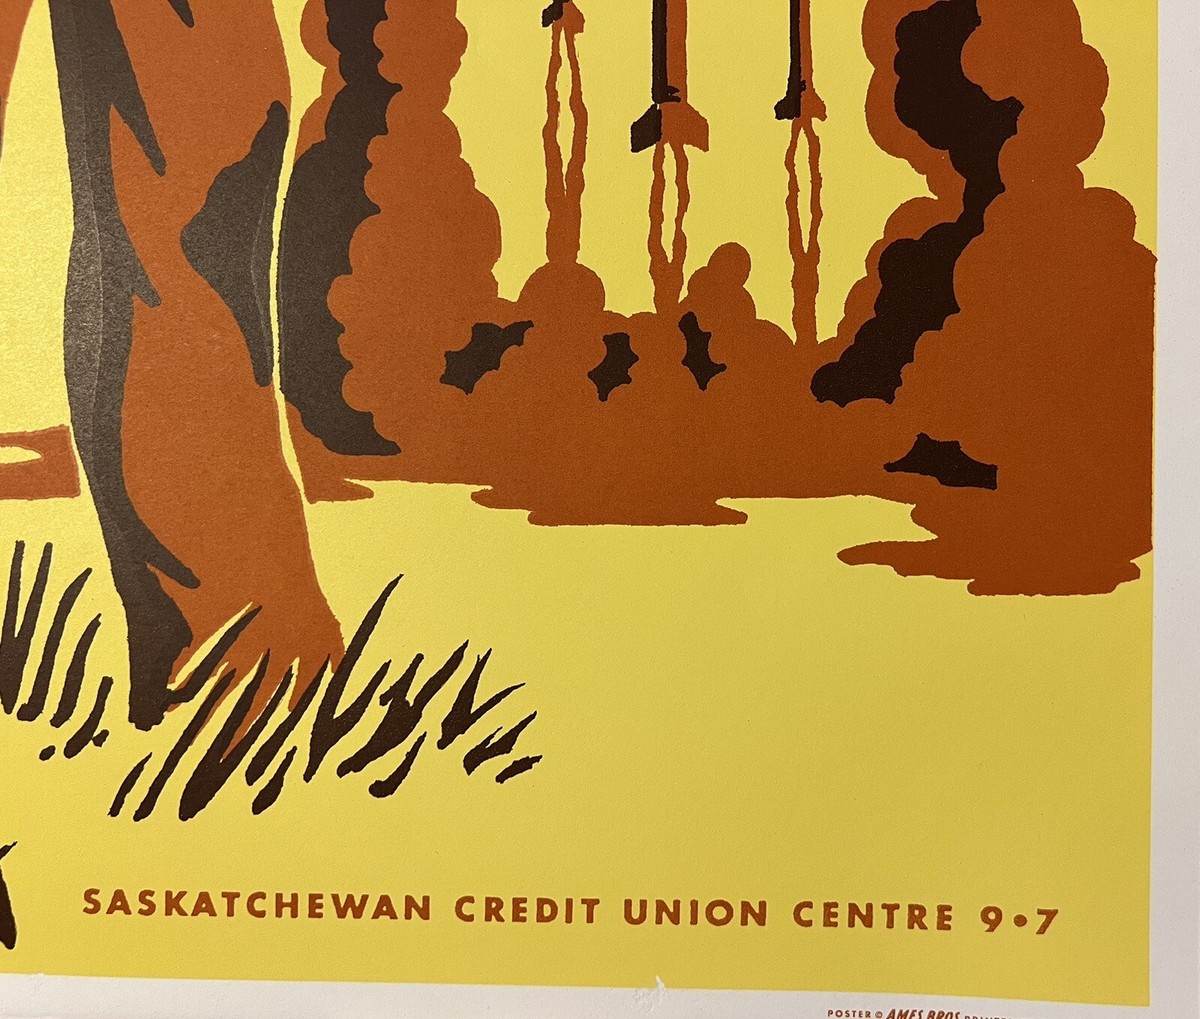 SASKATCHEWAN CREDIT UNION CENTRE 9•7
POSTER © AMES BROS